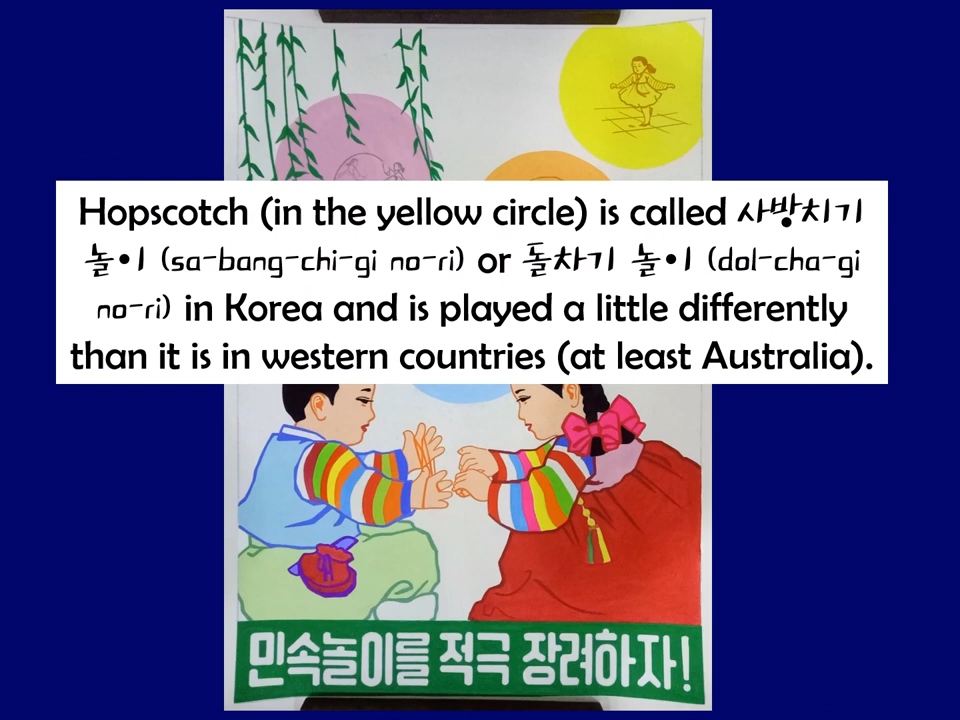 Hopscotch (in the yellow circle) is called 사방치기
놀이 (sa-bang-chi-gi no-ri) or 돌차기 놀이 (dol-cha-gi
no-ri) in Korea and is played a little differently
than it is in western countries (at least Australia).
민속놀이를 적극 장려하자!